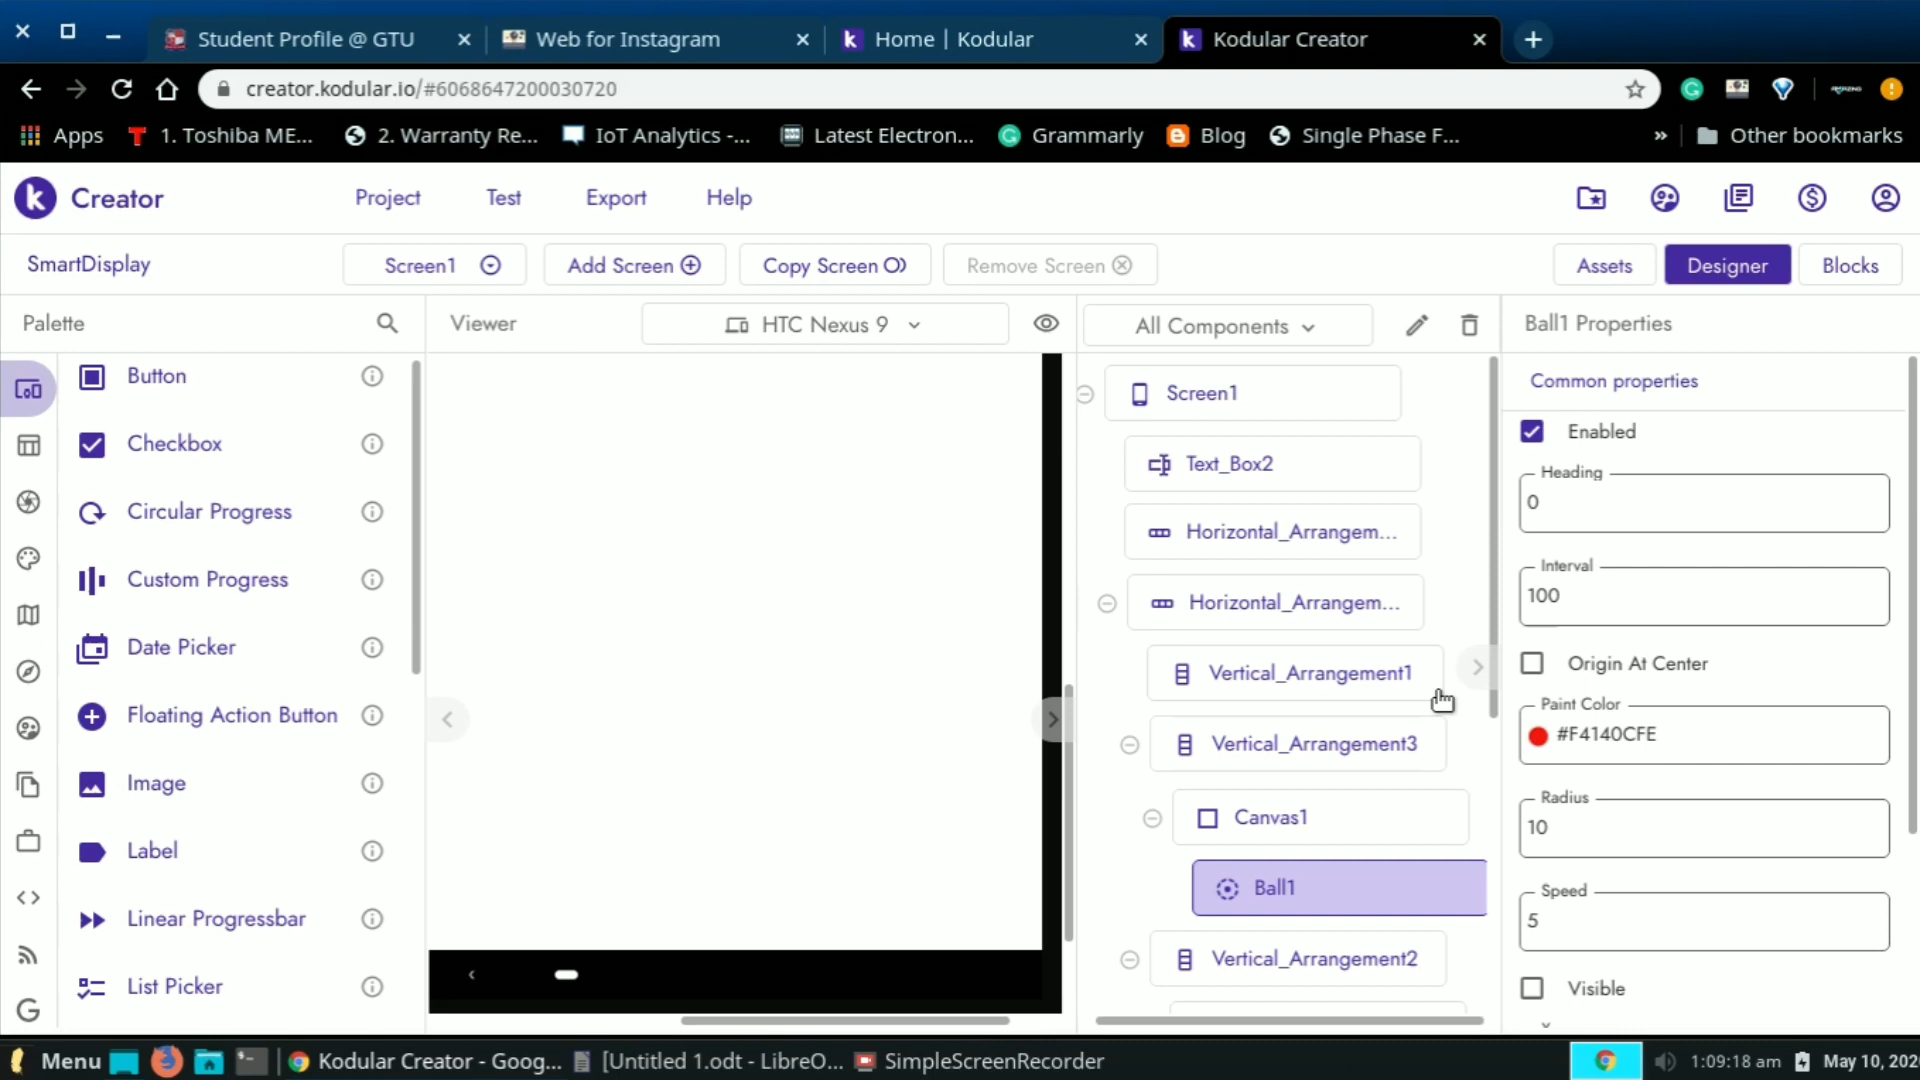 Student Profile @ GTU
Web for Instagram
Home | Kodular
Kodular Creator
creator.kodular.io/#6068647200030720
Apps
1. Toshiba ME...
2. Warranty Re...
IoT Analytics -...
Latest Electron...
Grammarly
Blog
Single Phase F...
»
Other bookmarks
Creator
Project
Test
Export
Help
SmartDisplay
Screen1
Add Screen
Copy Screen
Remove Screen
Assets
Designer
Blocks
Palette
Viewer
HTC Nexus 9
All Components
Ball1 Properties
Button
Checkbox
Circular Progress
Custom Progress
Date Picker
Floating Action Button
Image
Label
Linear Progressbar
List Picker
Screen1
Text_Box2
Horizontal_Arrangem...
Horizontal_Arrangem...
Vertical_Arrangement1
Vertical_Arrangement3
Canvas1
Ball1
Vertical_Arrangement2
Common properties
Enabled
Heading
0
Interval
100
Origin At Center
Paint Color
#F4140CFE
Radius
10
Speed
5
Visible
Menu
Kodular Creator - Goog...
[Untitled 1.odt - LibreO...
SimpleScreenRecorder
1:09:18 am
May 10, 202